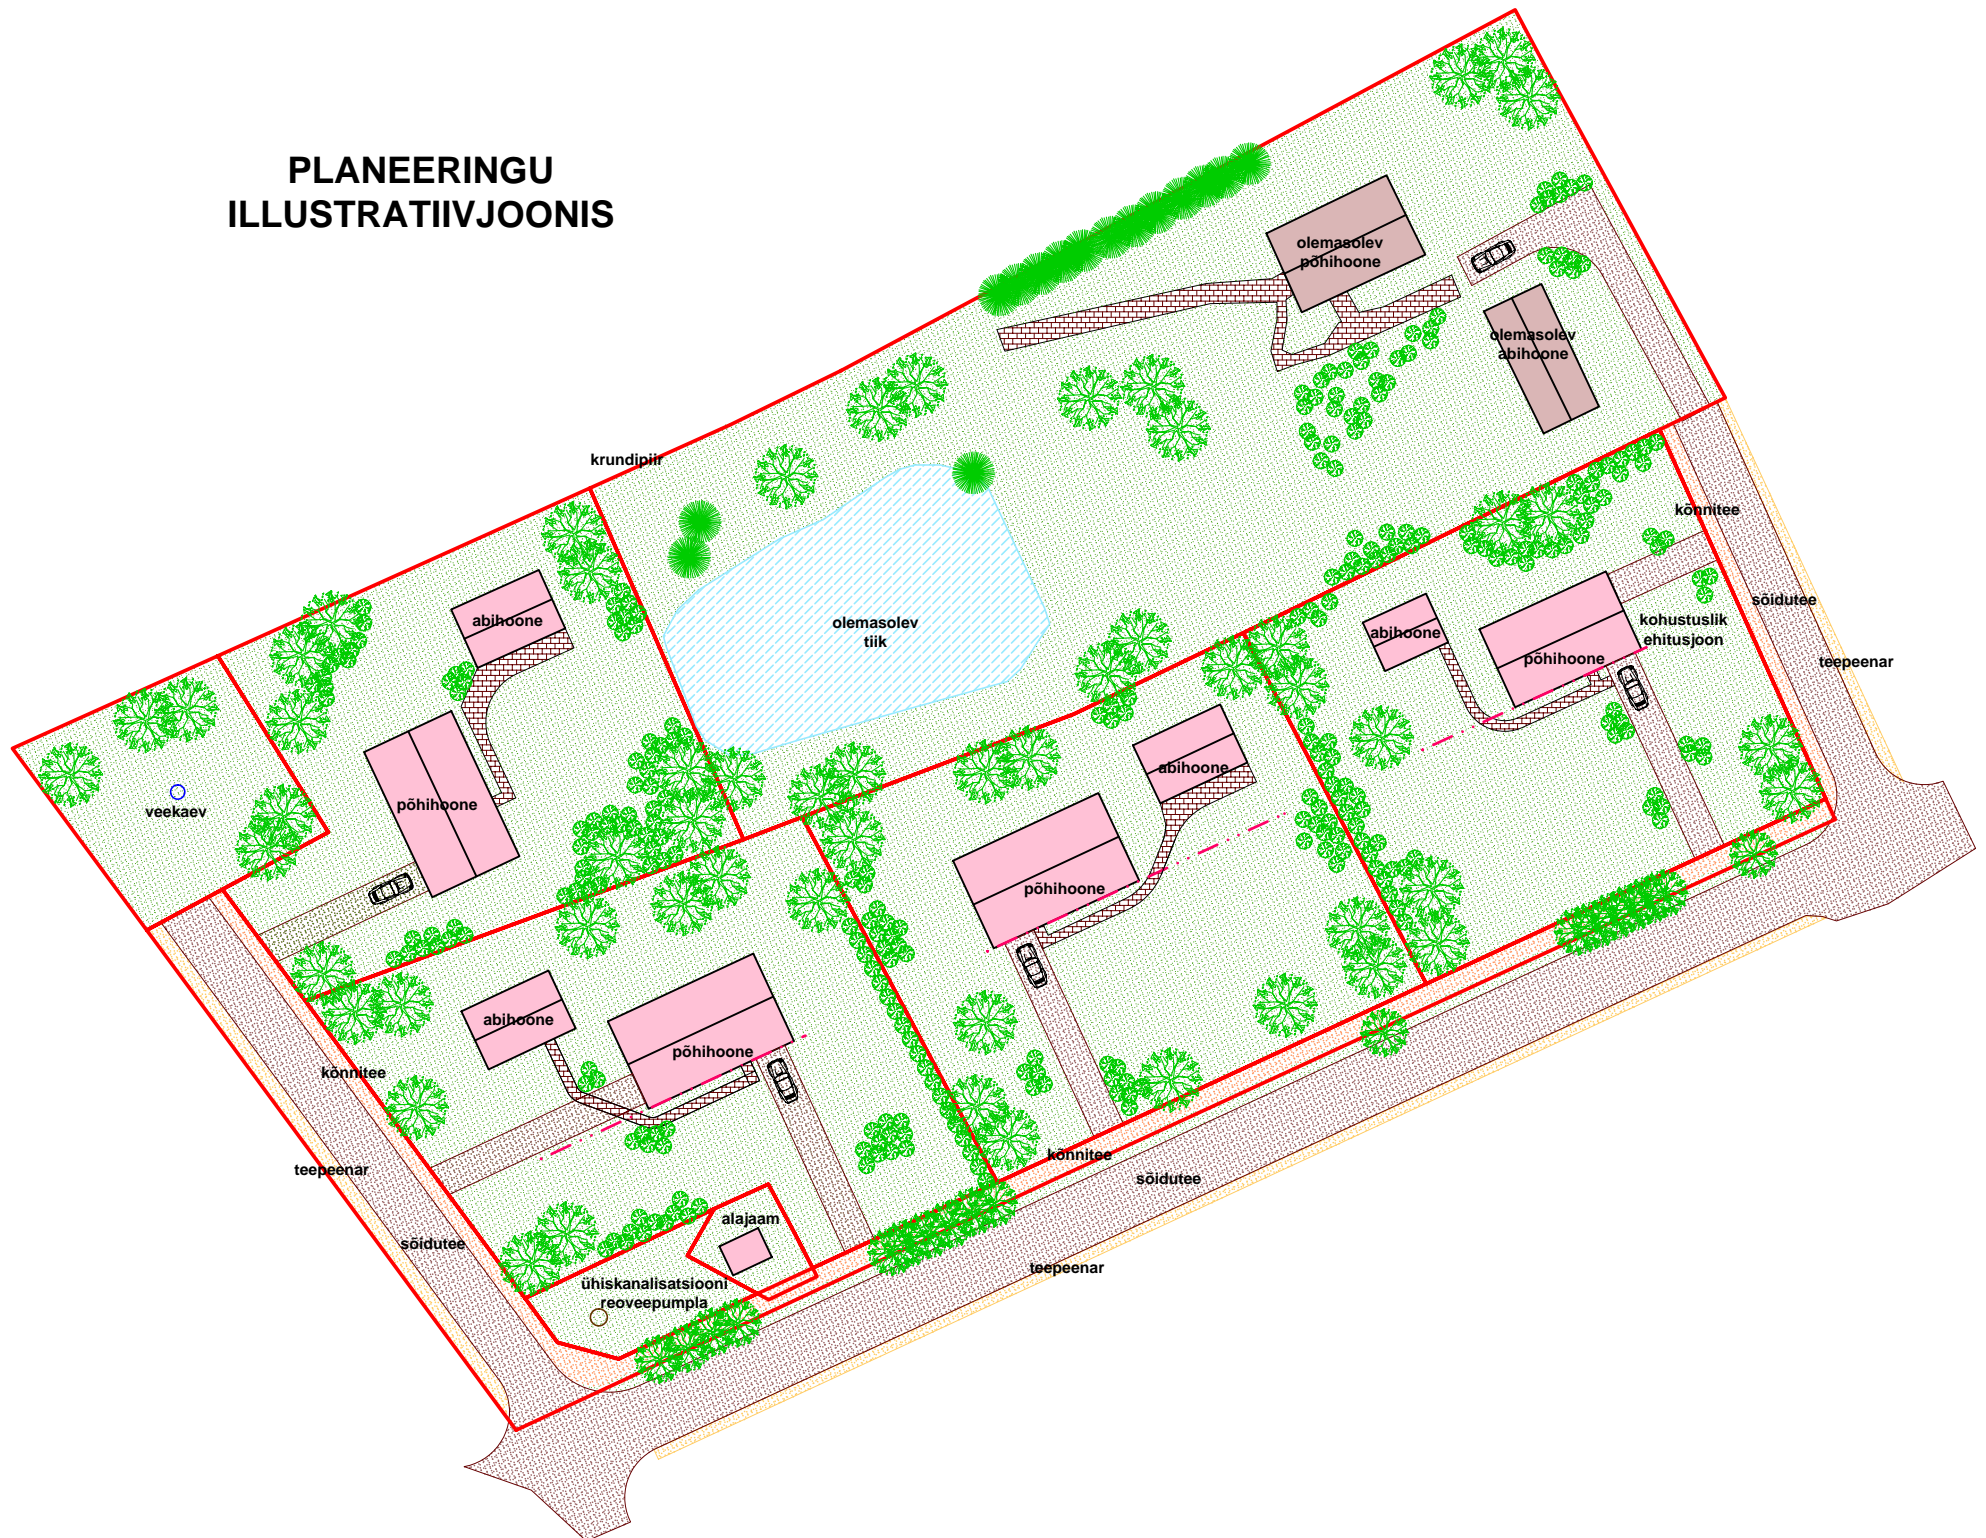 PLANEERINGU
ILLUSTRATIIVJOONIS
olemasolev
põhihoone
olemasolev
abihoone
krundipiir
kõnnitee
sõidutee
kohustuslik
ehitusjoon
teepeenar
abihoone
olemasolev
tiik
abihoone
põhihoone
abihoone
põhihoone
veekaev
põhihoone
abihoone
põhihoone
kõnnitee
teepeenar
kõnnitee
sõidutee
alajaam
sõidutee
teepeenar
ühiskanalisatsiooni
reoveepumpla